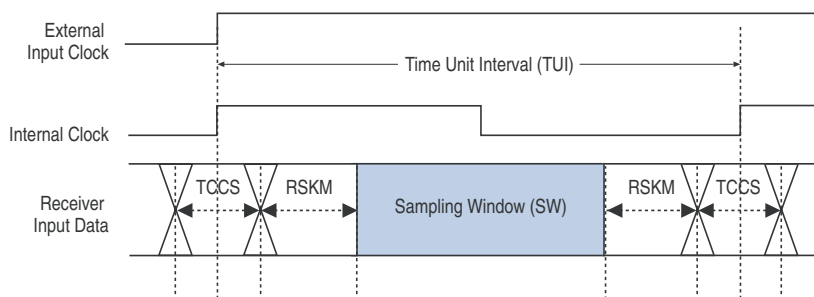 External
Input Clock
Time Unit Interval (TUI)
Internal Clock
TCCS
RSKM
RSKM
TCCS
Receiver
Input Data
Sampling Window (SW)